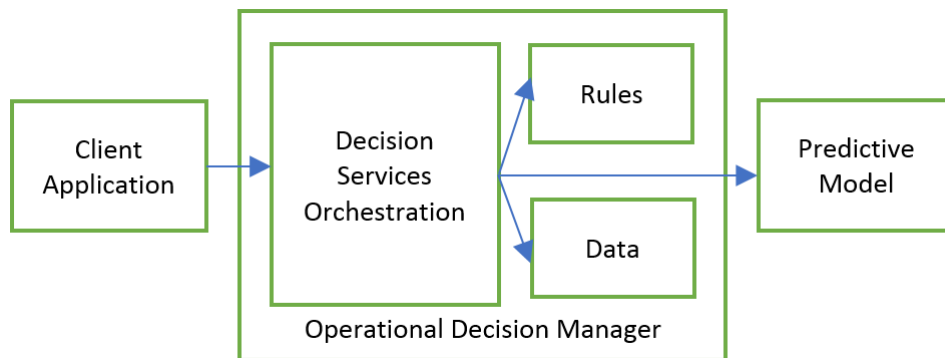 Client
Application
Decision
Services
Orchestration
Rules
Data
Predictive
Model
Operational Decision Manager